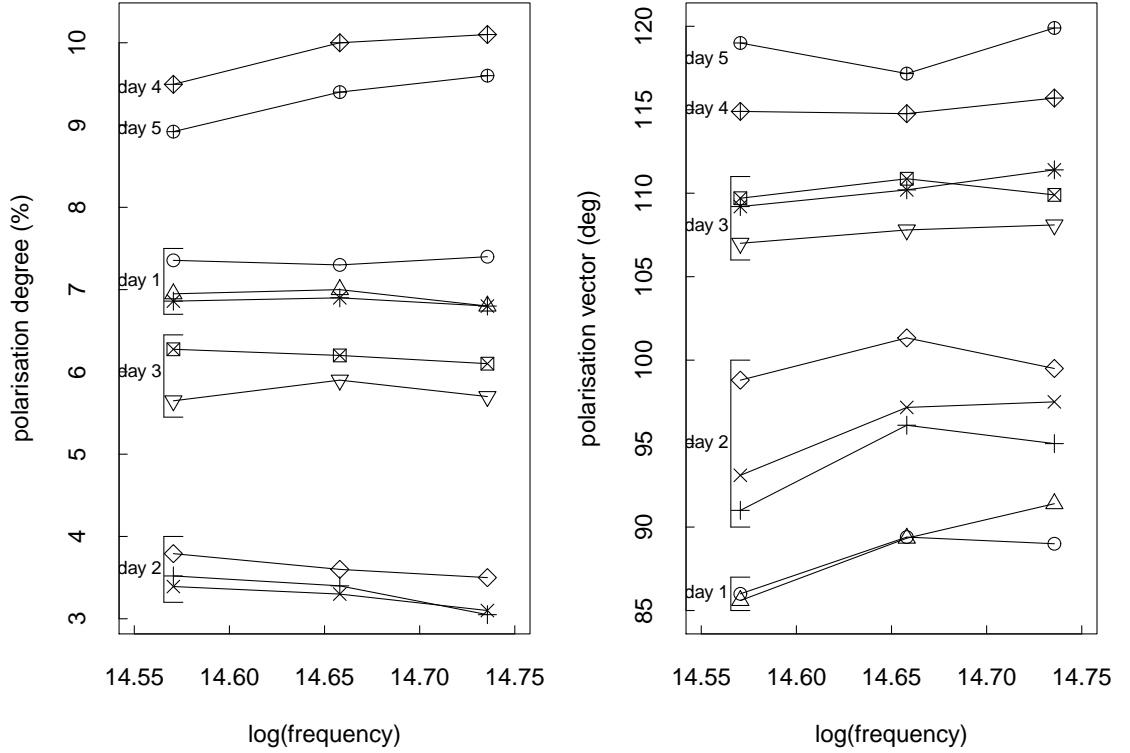 10
9
8
7
6
5
4
3
polarisation degree (%)
day 4
day 5
day 1
day 3
day 2
14.55 14.60 14.65 14.70 14.75
log(frequency)
120
115
110
105
100
95
90
85
polarisation vector (deg)
day 5
day 4
day 3
day 2
day 1
14.55 14.60 14.65 14.70 14.75
log(frequency)